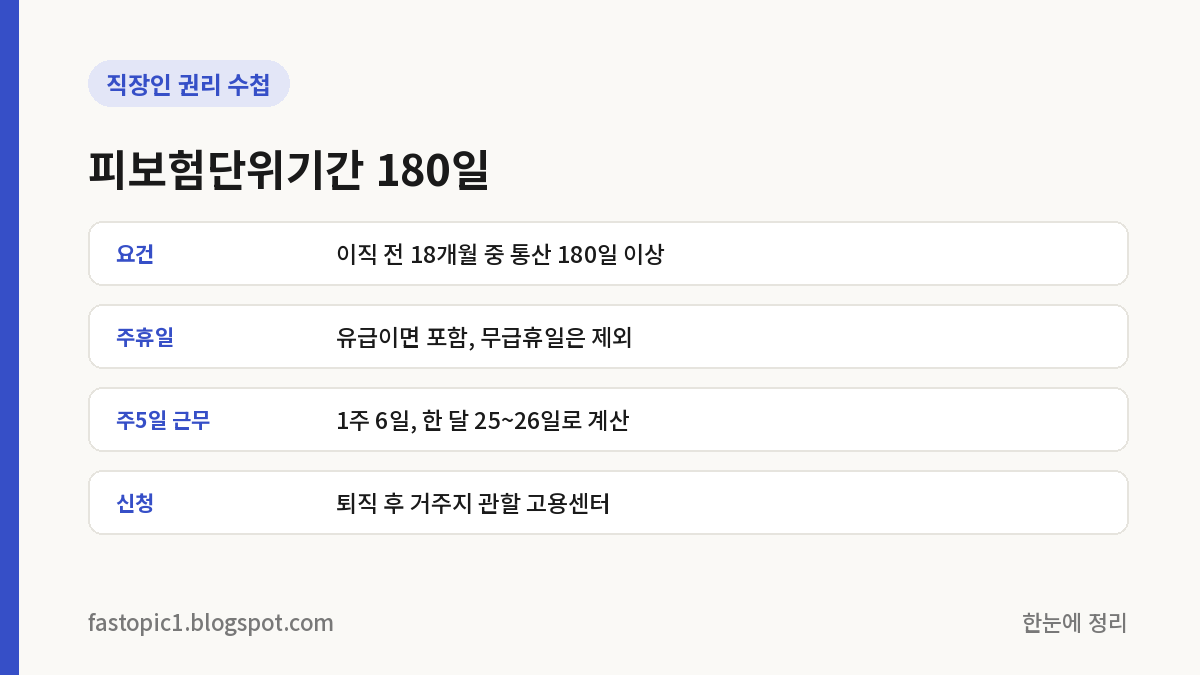 직장인 권리 수첩
피보험단위기간 180일
요건 이직 전 18개월 중 통산 180일 이상
주휴일 유급이면 포함, 무급휴일은 제외
주5일 근무 1주 6일, 한 달 25~26일로 계산
신청 퇴직 후 거주지 관할 고용센터
fastopic1.blogspot.com 한눈에 정리